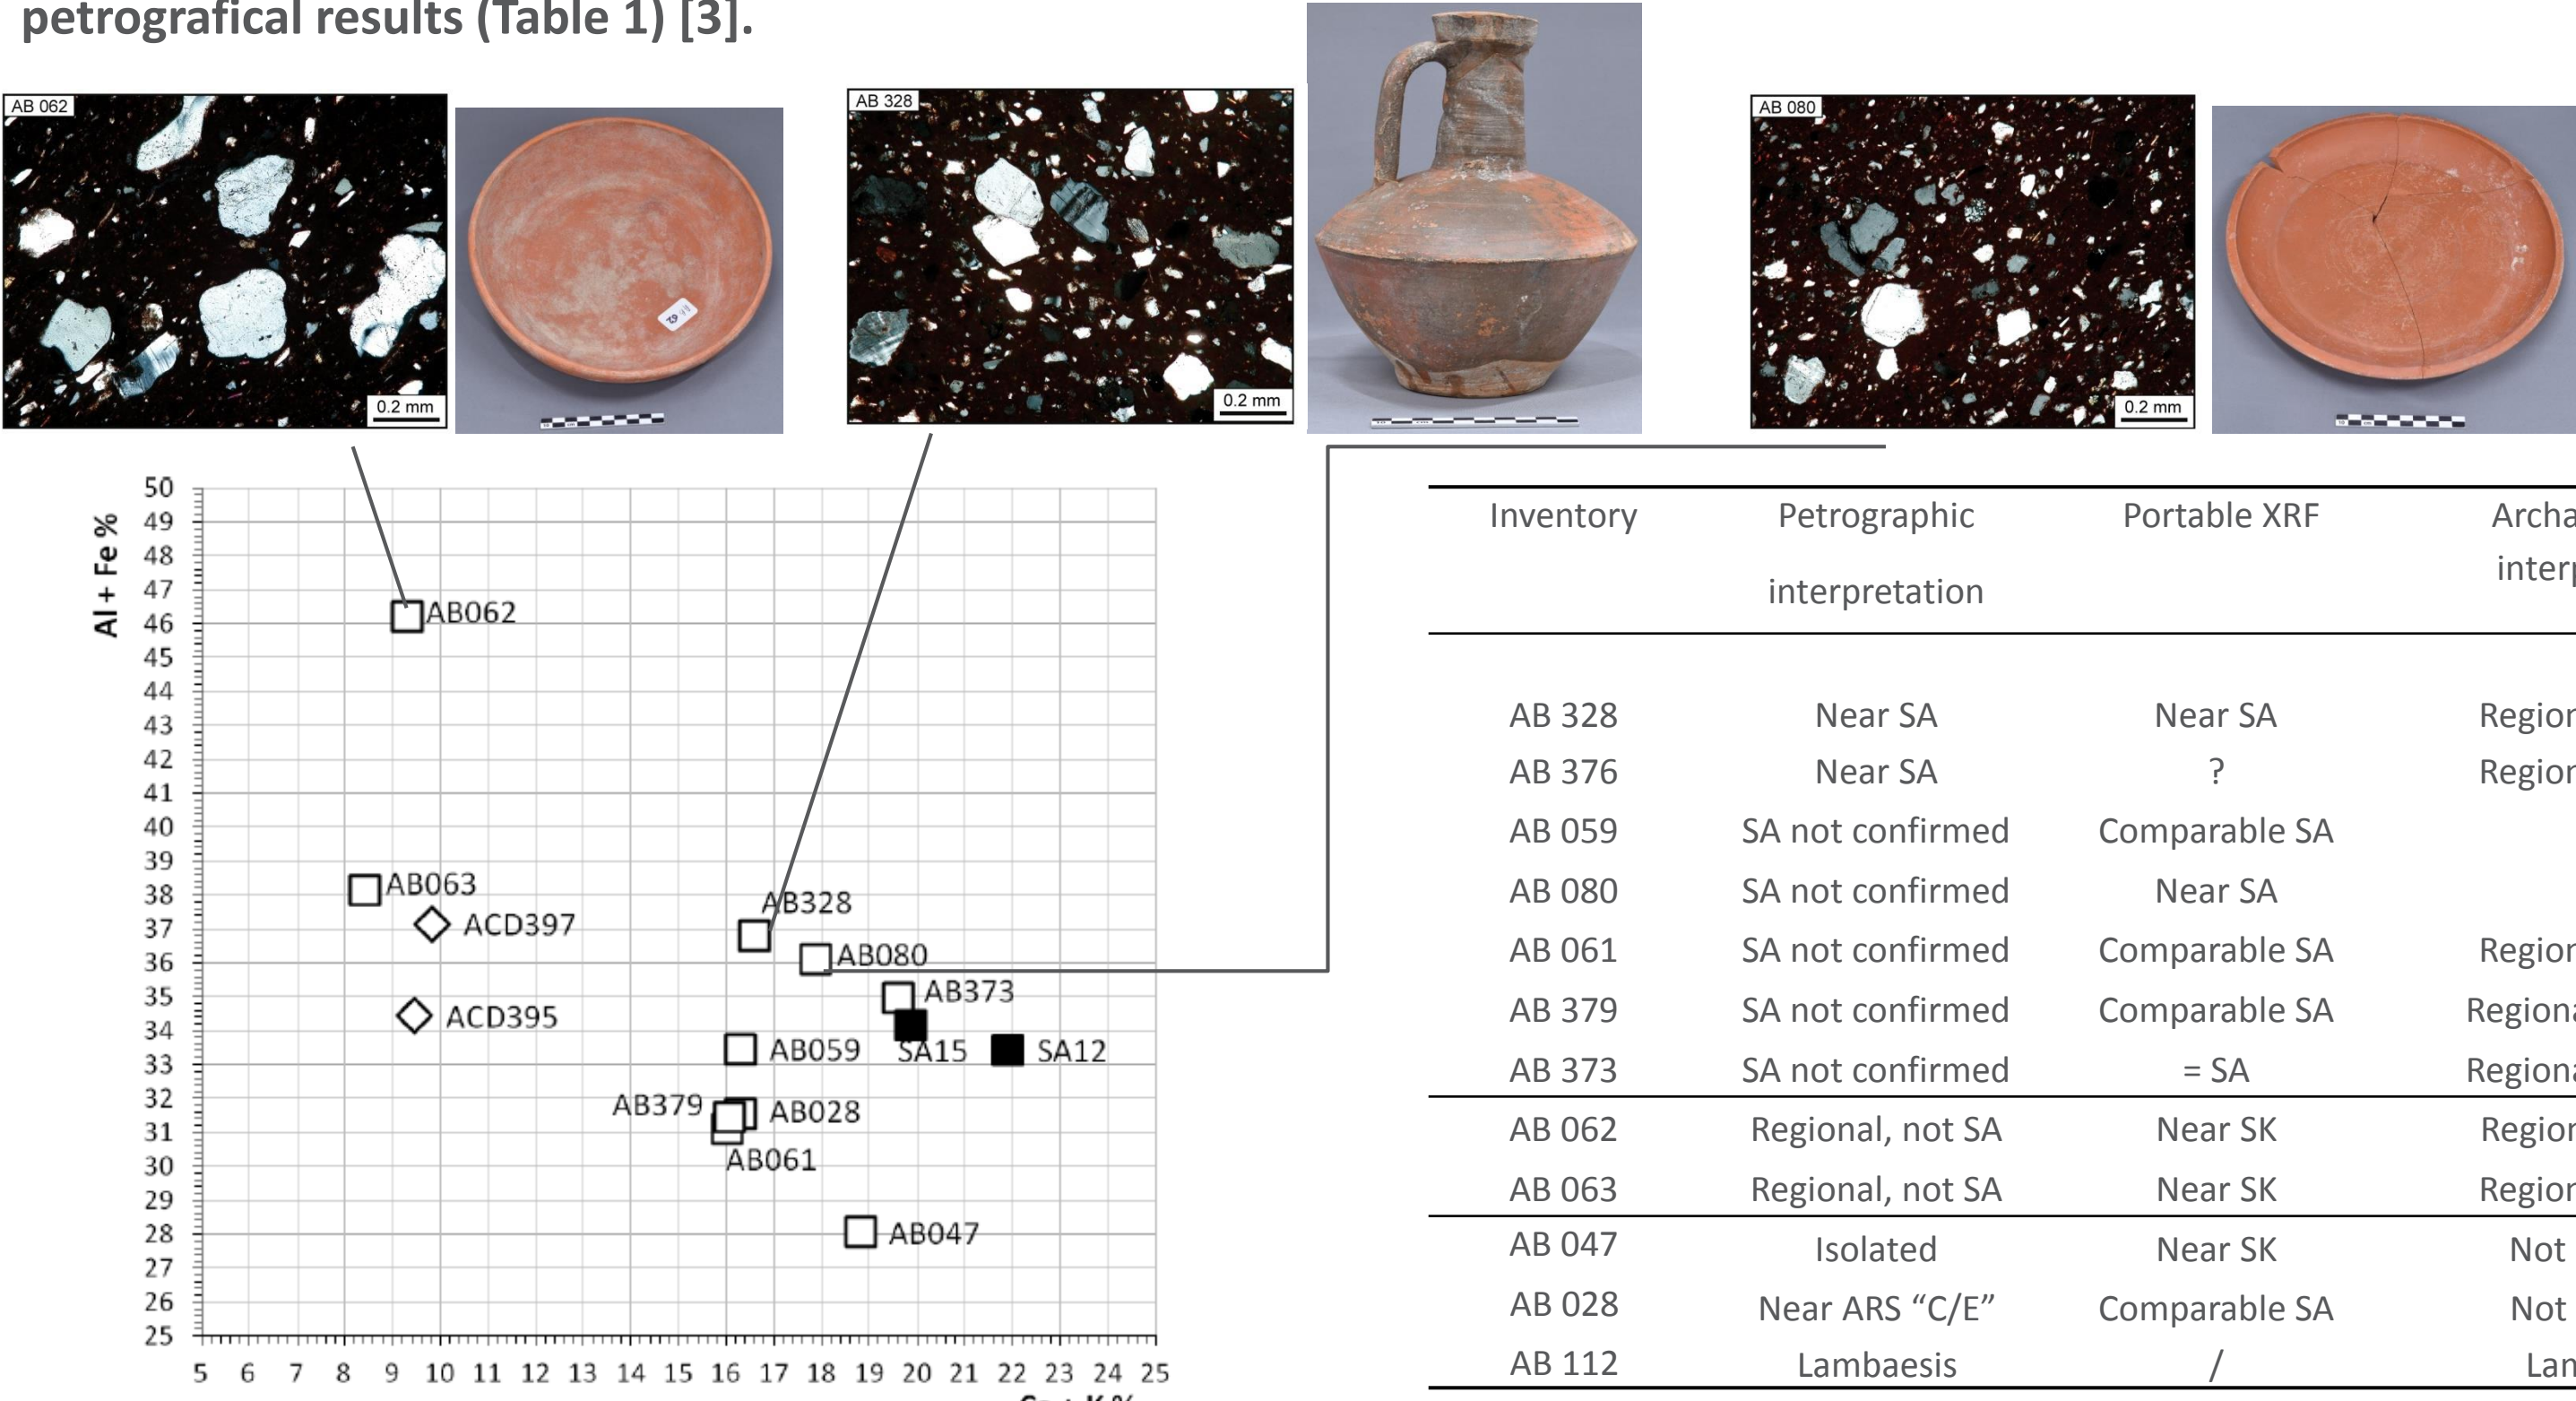 petrografical results (Table 1) [3].
AB 062
0.2 mm
62
AB 328
0.2 mm
AB 080
0.2 mm
Al + Fe %
50
49
48
47
46
45
44
43
42
41
40
39
38
37
36
35
34
33
32
31
30
29
28
27
26
25
AB062
AB063
ACD397
AB328
AB080
AB373
ACD395
AB059
SA15
SA12
AB379
AB028
AB061
AB047
5 6 7 8 9 10 11 12 13 14 15 16 17 18 19 20 21 22 23 24 25
Inventory Petrographic interpretation Portable XRF
AB 328 Near SA Near SA
AB 376 Near SA ?
AB 059 SA not confirmed Comparable SA
AB 080 SA not confirmed Near SA
AB 061 SA not confirmed Comparable SA
AB 379 SA not confirmed Comparable SA
AB 373 SA not confirmed = SA
AB 062 Regional, not SA Near SK
AB 063 Regional, not SA Near SK
AB 047 Isolated Near SK Not
AB 028 Near ARS “C/E” Comparable SA Not
AB 112 Lambaesis /